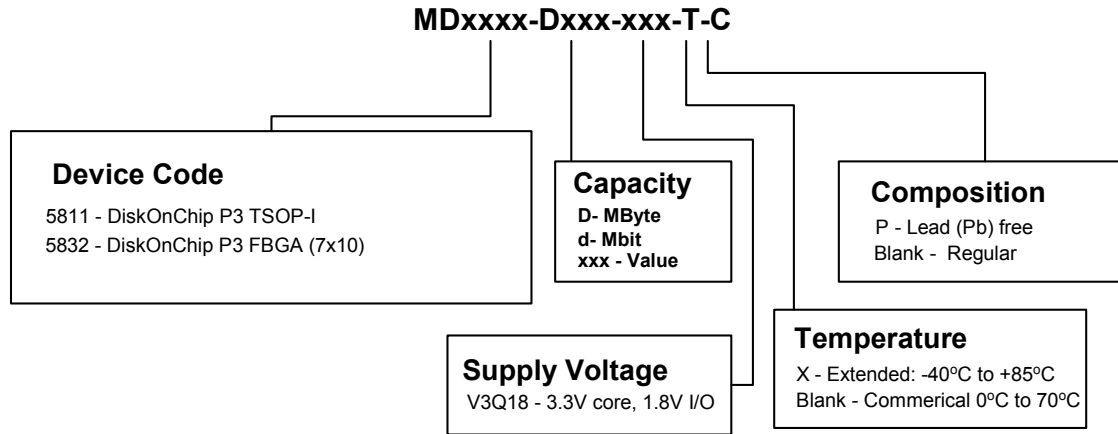 MDxxxx-Dxxx-xxx-T-C
Device Code
5811 - DiskOnChip P3 TSOP-I
5832 - DiskOnChip P3 FBGA (7x10)
Capacity
D- MByte
d- Mbit
xxx - Value
Composition
P - Lead (Pb) free
Blank - Regular
Supply Voltage
V3Q18 - 3.3V core, 1.8V I/O
Temperature
X - Extended: -40ºC to +85ºC
Blank - Commerical 0ºC to 70ºC